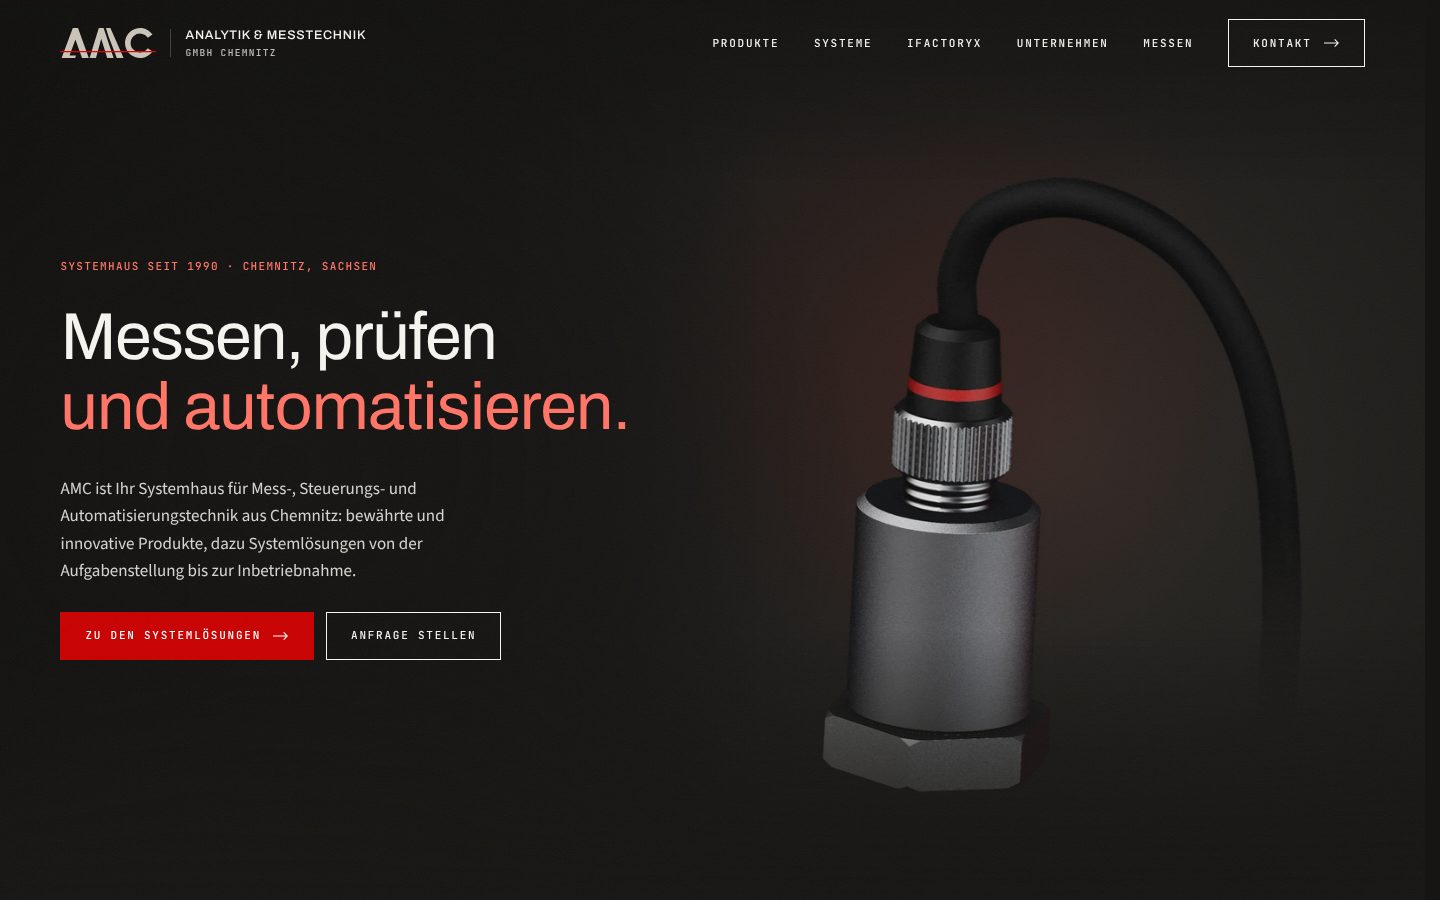 AMC
ANALYTIK & MESSTECHNIK
GMBH CHEMNITZ
PRODUKTE
SYSTEME
IFACTORYX
UNTERNEHMEN
MESSEN
KONTAKT →
SYSTEMHAUS SEIT 1990 · CHEMNITZ, SACHSEN
Messen, prüfen
und automatisieren.
AMC ist Ihr Systemhaus für Mess-, Steuerungs- und
Automatisierungstechnik aus Chemnitz: bewährte und
innovative Produkte, dazu Systemlösungen von der
Aufgabenstellung bis zur Inbetriebnahme.
ZU DEN SYSTEMLÖSUNGEN →
ANFRAGE STELLEN